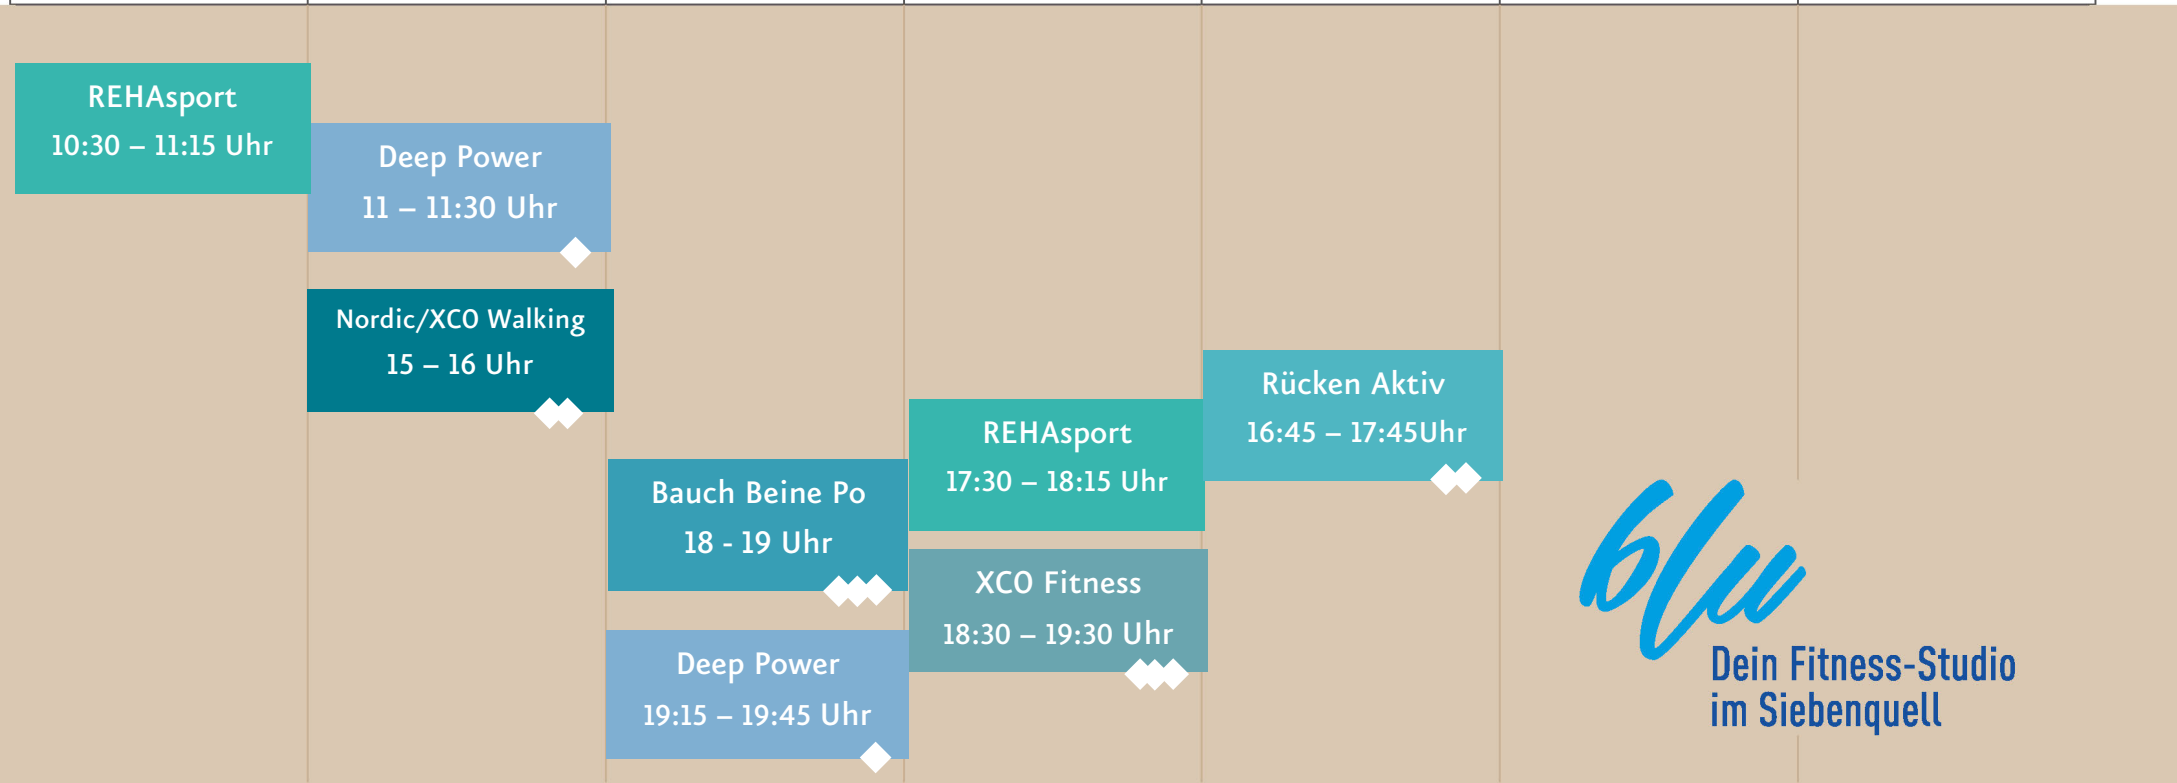 REHAsport
10:30 – 11:15 Uhr
Deep Power
11 – 11:30 Uhr
Nordic/XCO Walking
15 – 16 Uhr
Bauch Beine Po
18 - 19 Uhr
Deep Power
19:15 – 19:45 Uhr
REHAsport
17:30 – 18:15 Uhr
XCO Fitness
18:30 – 19:30 Uhr
Rücken Aktiv
16:45 – 17:45Uhr
blu
Dein Fitness-Studio
im Siebenquell